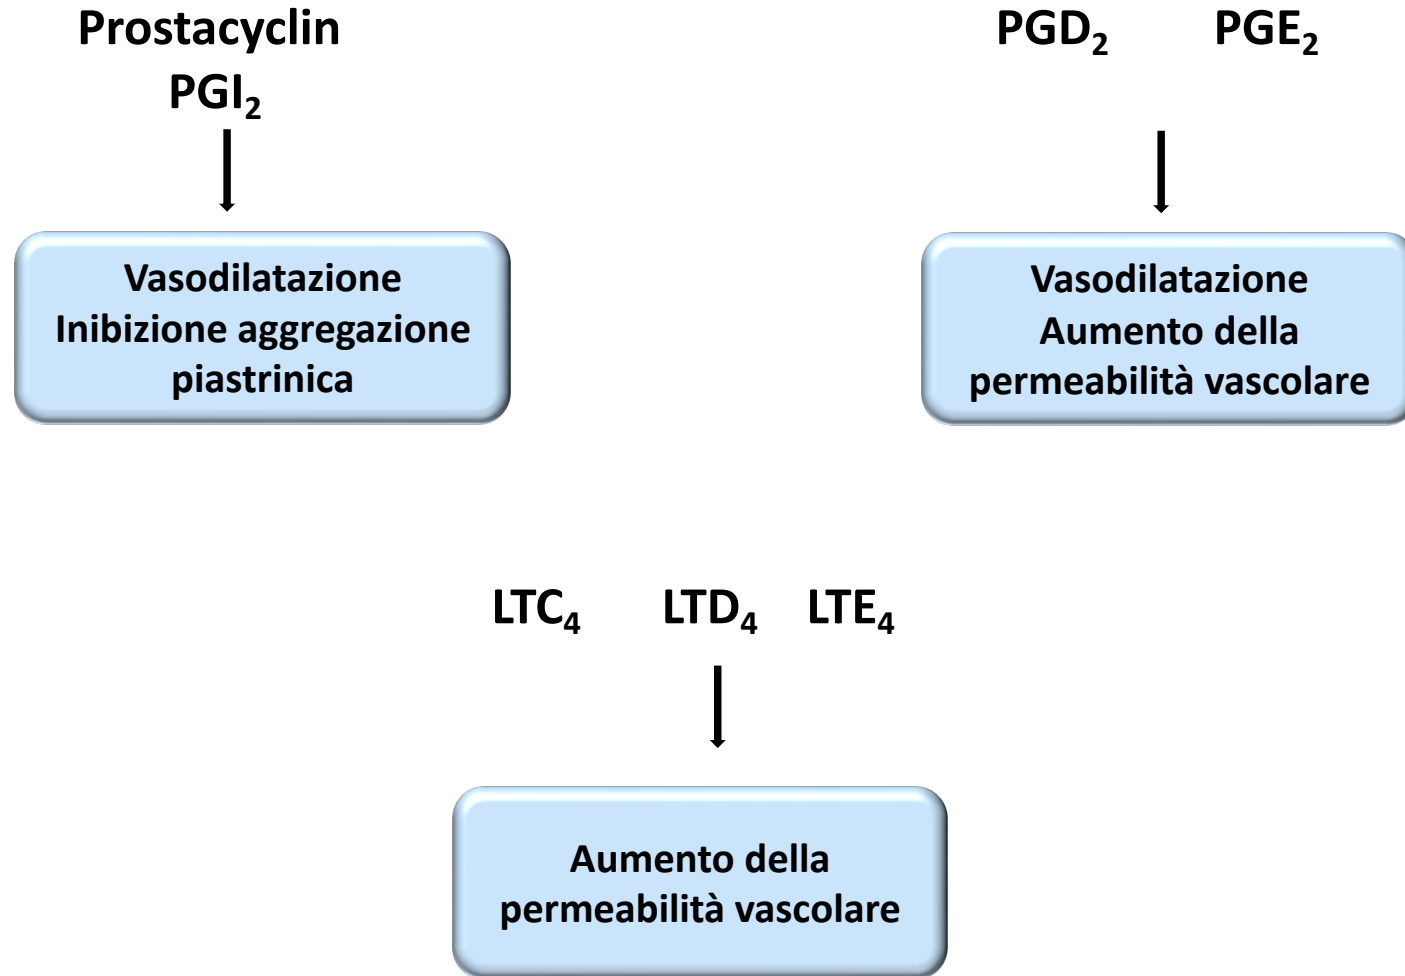 Prostacyclin
PGI₂
Vasodilatazione
Inibizione aggregazione
piastrinica
PGD₂ PGE₂
Vasodilatazione
Aumento della
permeabilità vascolare
LTC₄ LTD₄ LTE₄
Aumento della
permeabilità vascolare